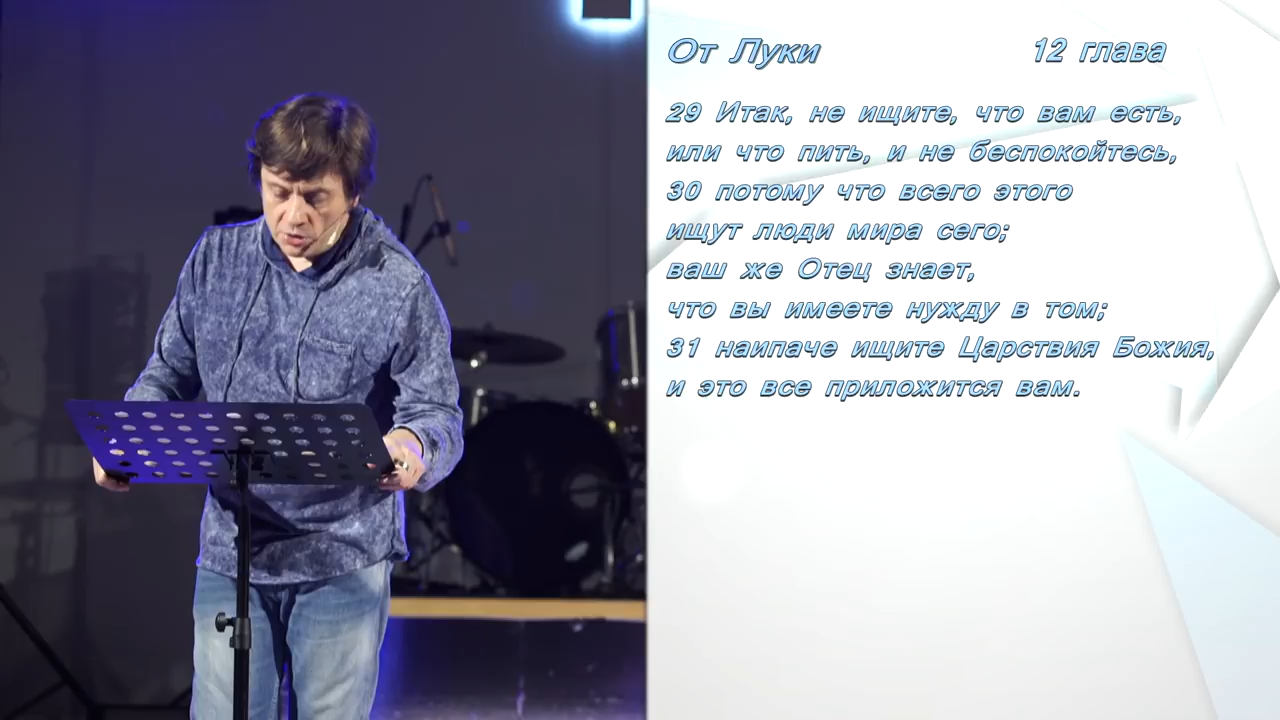 От Луки 12 глава
29 Итак, не ищите, что вам есть,
или что пить, и не беспокойтесь,
30 потому что всего этого
ищут люди мира сего;
ваш же Отец знает,
что вы имеете нужду в том;
31 наипаче ищите Царствия Божия,
и это все приложится вам.